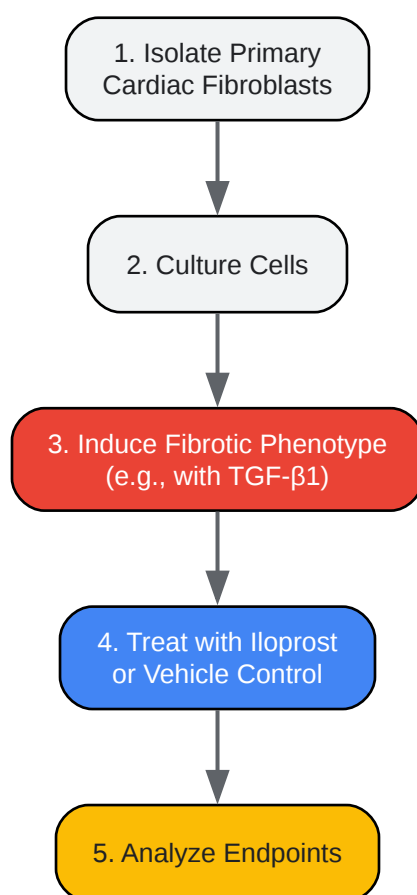 1. Isolate Primary
Cardiac Fibroblasts
2. Culture Cells
3. Induce Fibrotic Phenotype
(e.g., with TGF-β1)
4. Treat with Iloprost
or Vehicle Control
5. Analyze Endpoints